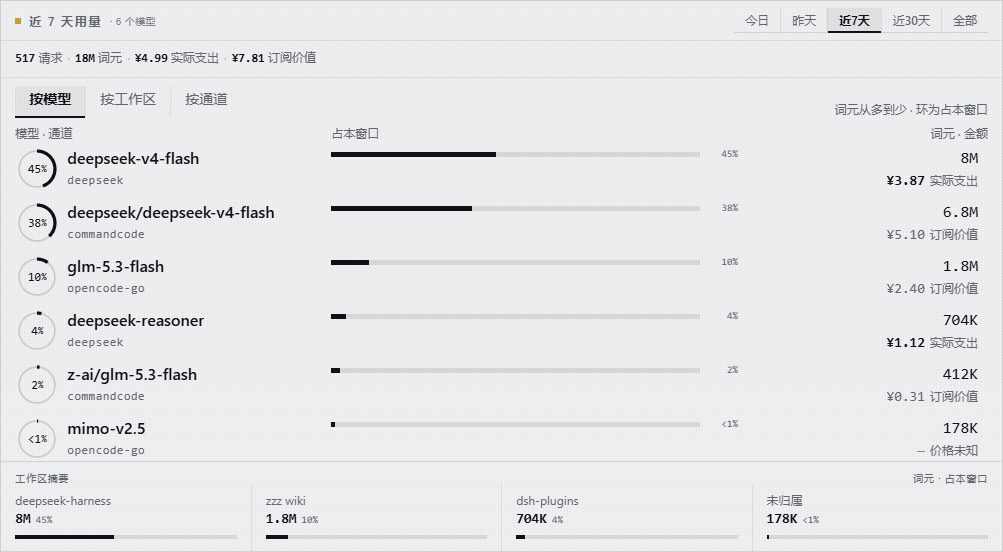 近 7 天用量 · 6 个模型
今日 昨天 近7天 近30天 全部
517 请求 · 18M 词元 · ¥4.99 实际支出 · ¥7.81 订阅价值
按模型 按工作区 按通道
词元从多到少 · 环为占本窗口
模型 · 通道 占本窗口 词元 · 金额
45% deepseek-v4-flash 45% 8M
deepseek ¥3.87 实际支出
38% deepseek/deepseek-v4-flash 38% 6.8M
commandcode ¥5.10 订阅价值
10% glm-5.3-flash 10% 1.8M
opencode-go ¥2.40 订阅价值
4% deepseek-reasoner 4% 704K
deepseek ¥1.12 实际支出
2% z-ai/glm-5.3-flash 2% 412K
commandcode ¥0.31 订阅价值
<1% mimo-v2.5 <1% 178K
opencode-go — 价格未知
工作区摘要 词元 · 占本窗口
deepseek-harness zzz wiki dsh-plugins 未归属
8M 45% 1.8M 10% 704K 4% 178K <1%